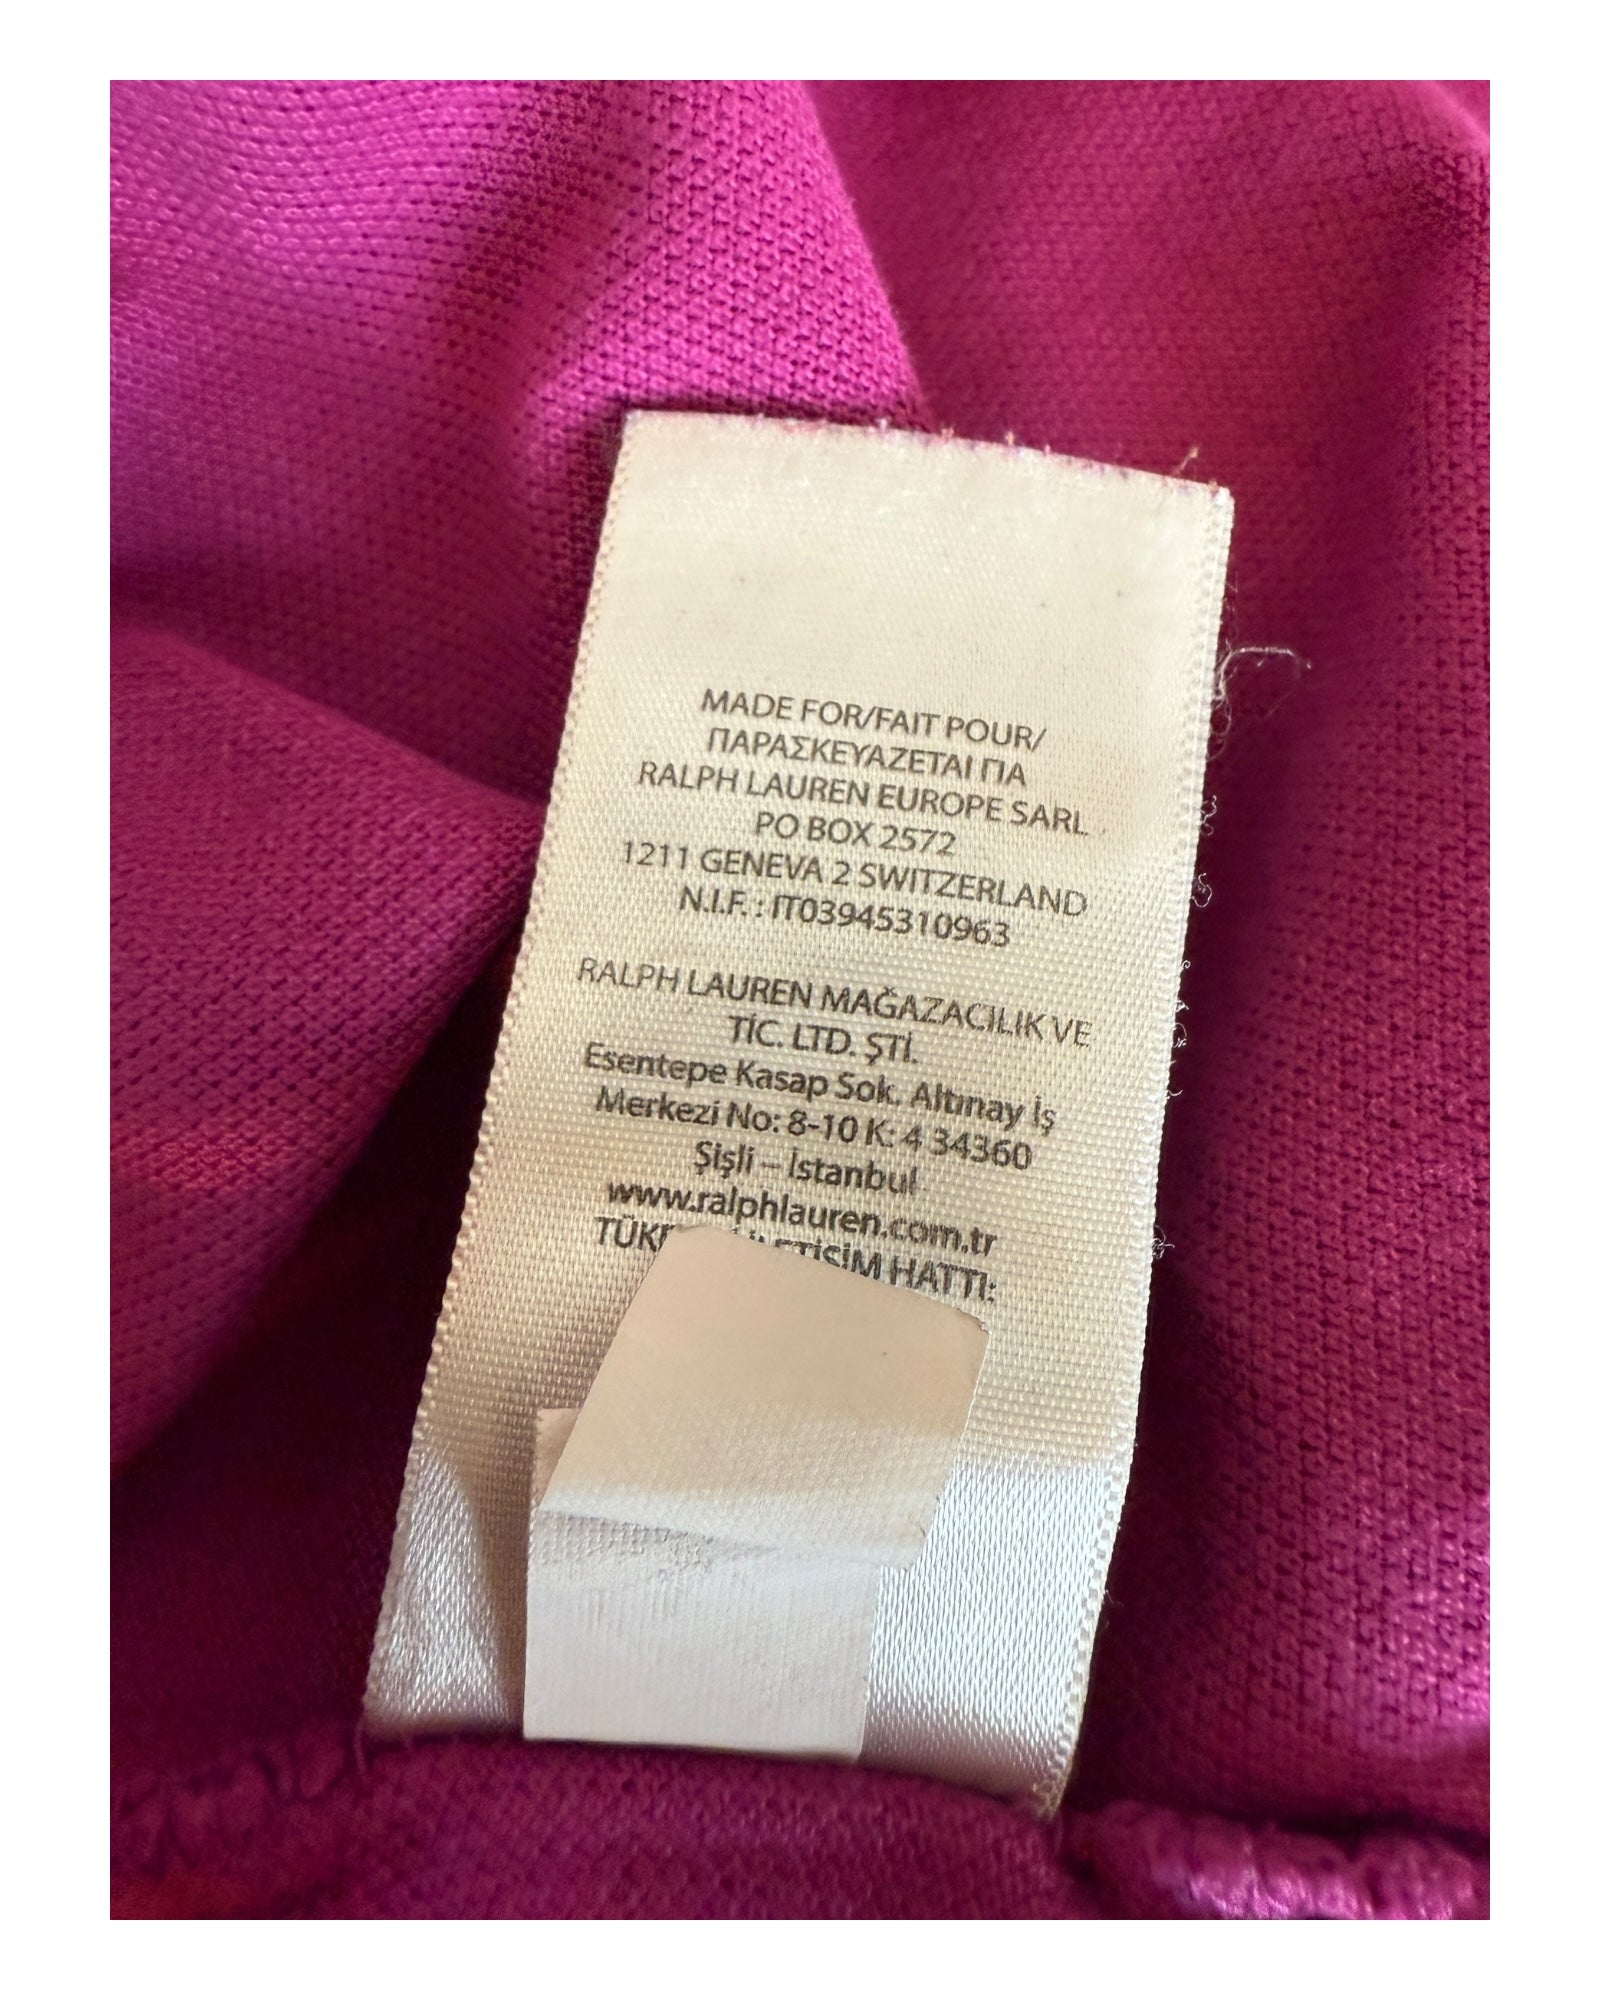 MADE FOR/FAIT POUR/
ΠΑΡΑΣΚΕΥΑΖΕΤΑΙ ΓΙΑ
RALPH LAUREN EUROPE SARL
PO BOX 2572
1211 GENEVA 2 SWITZERLAND
N.I.F. : IT03945310963
RALPH LAUREN MAĞAZACILIK VE
TİC. LTD. ŞTİ.
Esentepe Kasap Sok. Altınay İş
Merkezi No: 8-10 K: 4 34360
Şişli – İstanbul
www.ralphlauren.com.tr
HATTI: